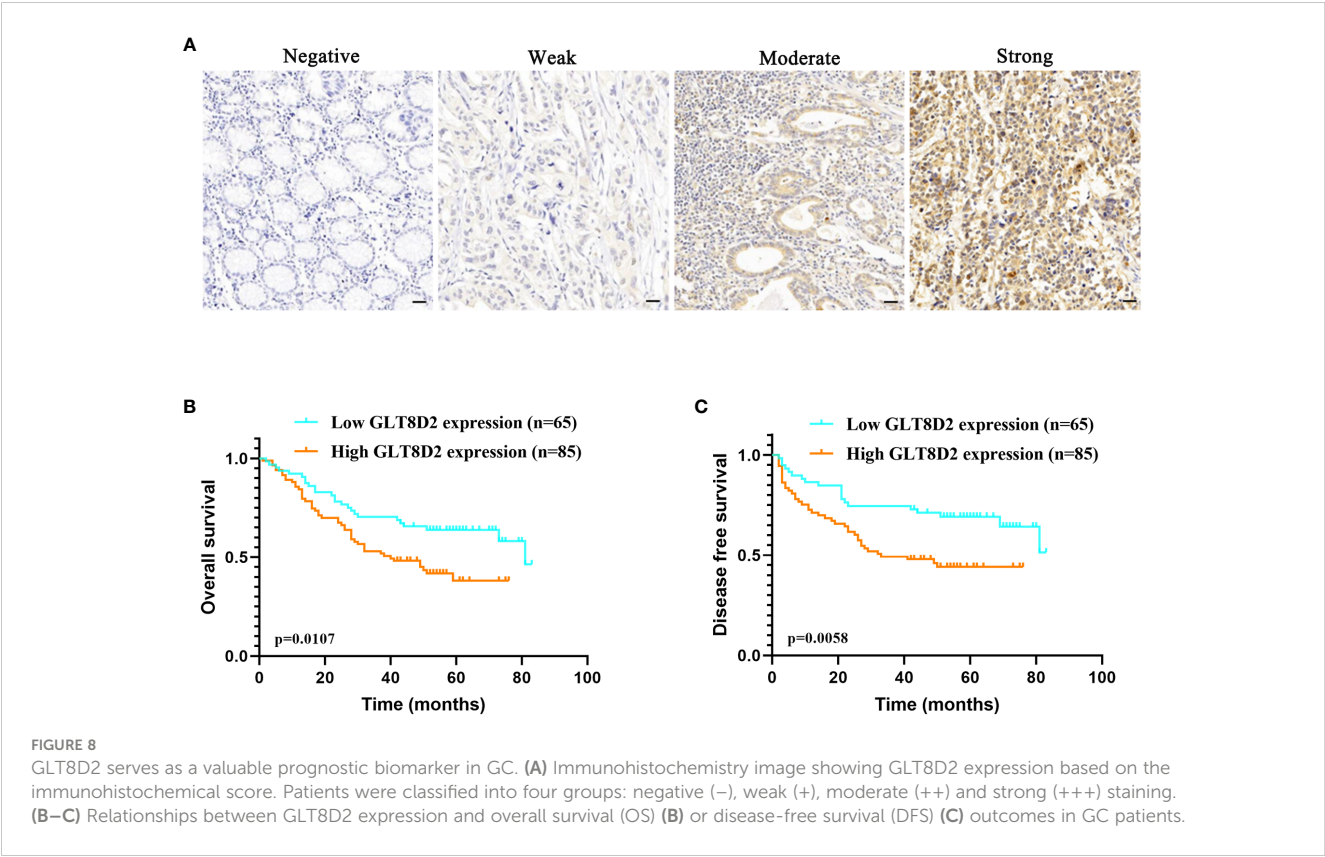 A
Negative
Weak
Moderate
Strong
B
Low GLT8D2 expression (n=65)
High GLT8D2 expression (n=85)
Overall survival
1.0
0.5
0.0
p=0.0107
0 20 40 60 80 100
Time (months)
C
Low GLT8D2 expression (n=65)
High GLT8D2 expression (n=85)
Disease free survival
1.0
0.5
0.0
p=0.0058
0 20 40 60 80 100
Time (months)
FIGURE 8
GLT8D2 serves as a valuable prognostic biomarker in GC. (A) Immunohistochemistry image showing GLT8D2 expression based on the
immunohistochemical score. Patients were classified into four groups: negative (−), weak (+), moderate (++) and strong (+++) staining.
(B–C) Relationships between GLT8D2 expression and overall survival (OS) (B) or disease-free survival (DFS) (C) outcomes in GC patients.